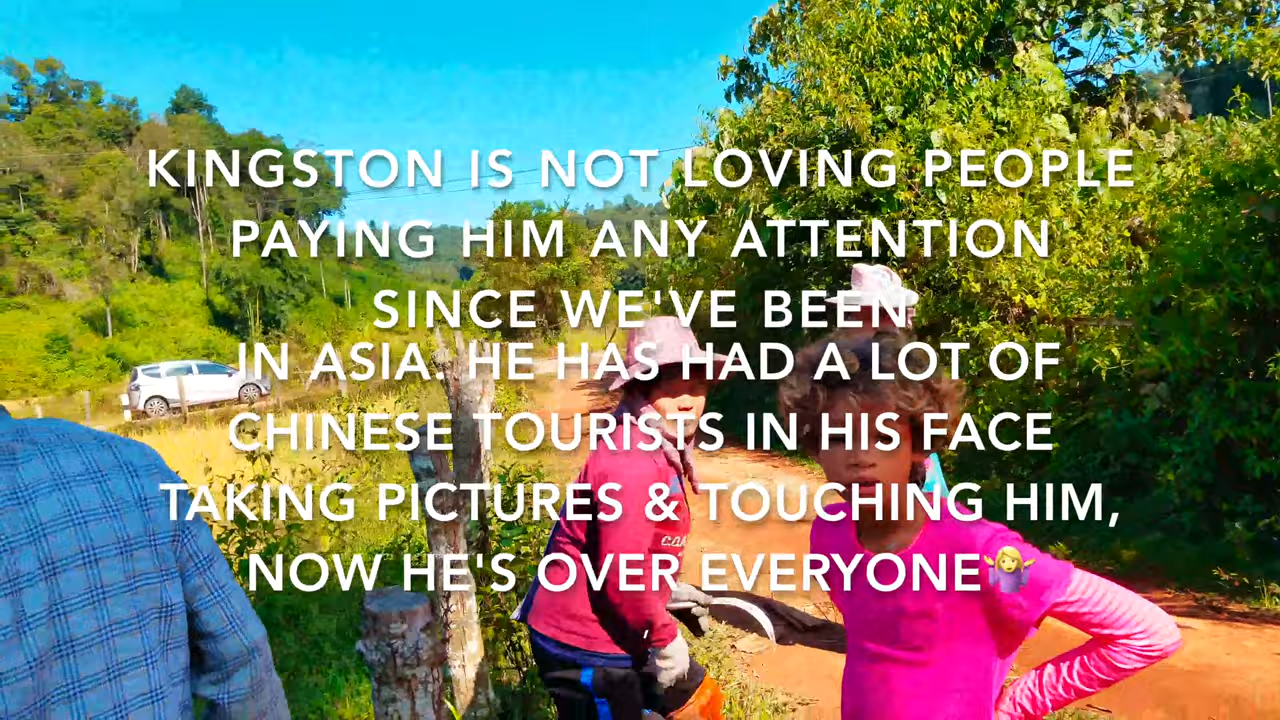 KINGSTON IS NOT LOVING PEOPLE
PAYING HIM ANY ATTENTION
SINCE WE'VE BEEN
IN ASIA. HE HAS HAD A LOT OF
CHINESE TOURISTS IN HIS FACE
TAKING PICTURES & TOUCHING HIM,
NOW HE'S OVER EVERYONE🤷‍♀️